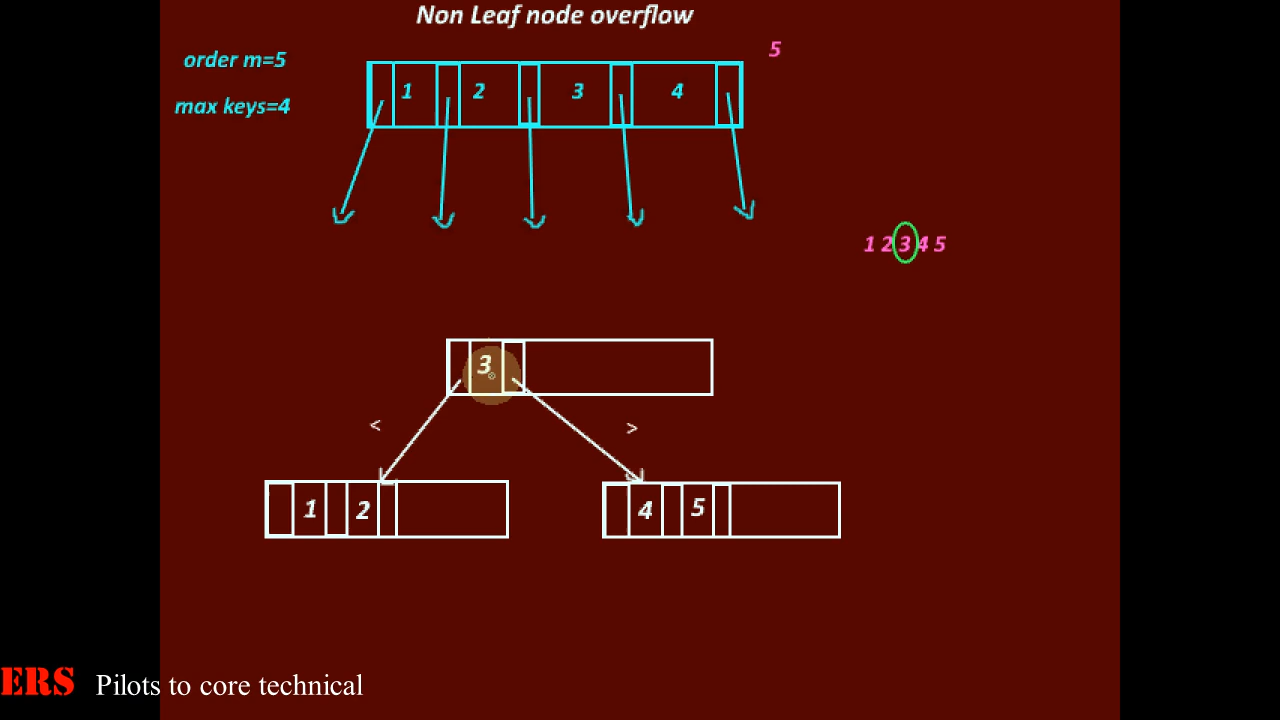 Non Leaf node overflow
order m=5
5
max keys=4
1 2 3 4
1 2 3 4 5
3
< >
1 2
4 5
ERS Pilots to core technical